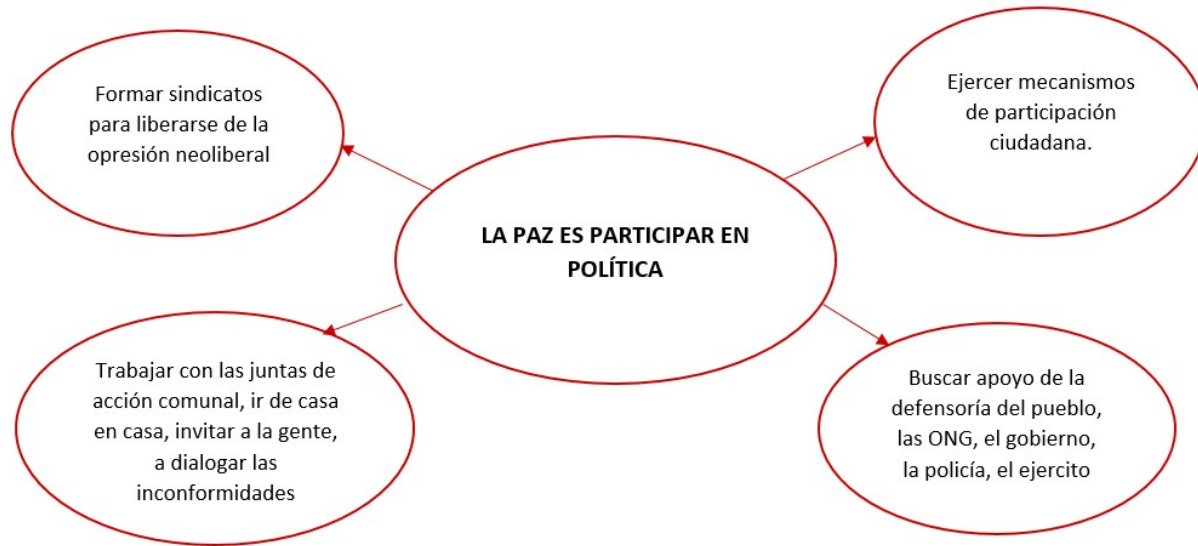 Formar sindicatos
para liberarse de la
opresión neoliberal
Ejercer mecanismos
de participación
ciudadana.
LA PAZ ES PARTICIPAR EN
POLÍTICA
Trabajar con las juntas de
acción comunal, ir de casa
en casa, invitar a la gente,
a dialogar las
inconformidades
Buscar apoyo de la
defensoría del pueblo,
las ONG, el gobierno,
la policía, el ejercito